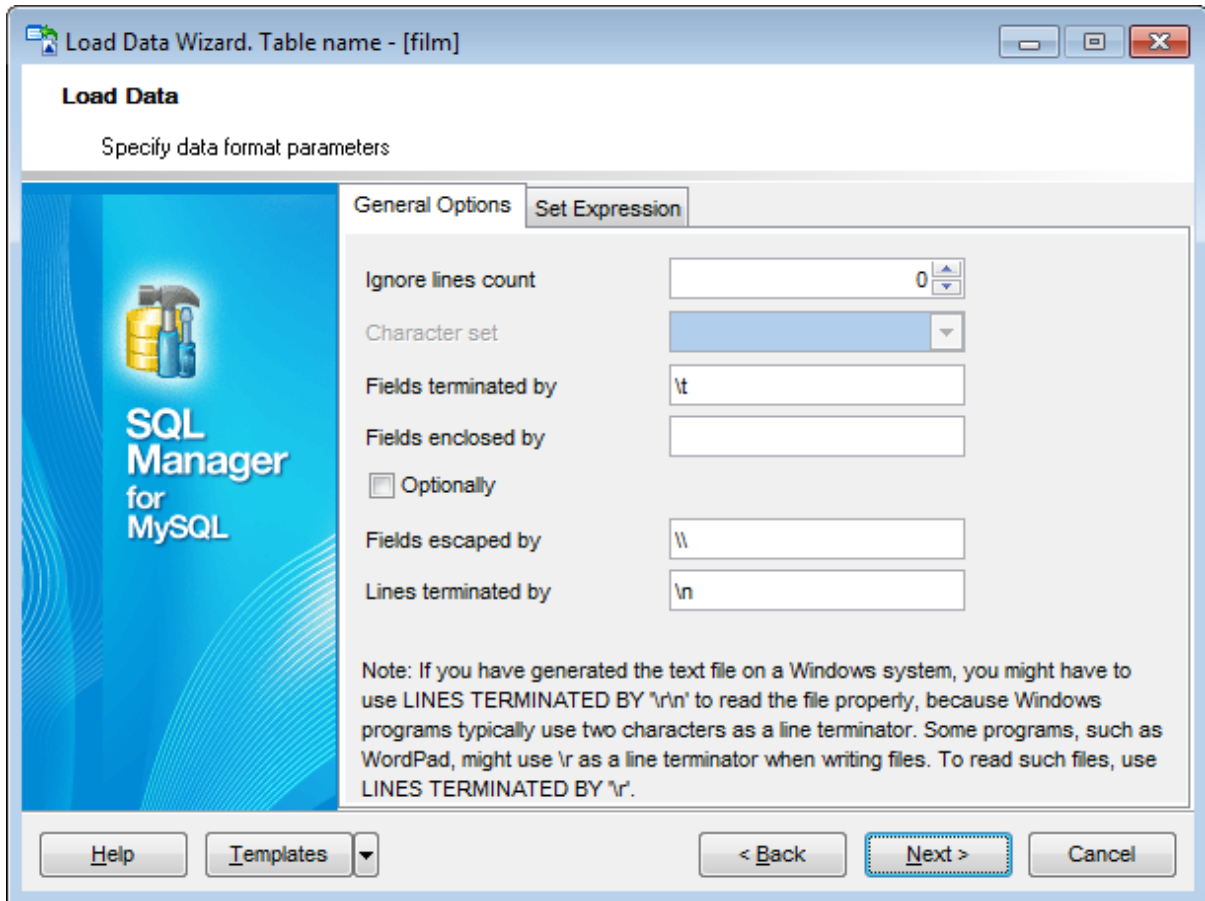 Load Data Wizard. Table name - [film]
Load Data
Specify data format parameters
General Options
Set Expression
Ignore lines count
0
Character set
Fields terminated by
\t
Fields enclosed by
Optionally
Fields escaped by
\\
Lines terminated by
\n
SQL
Manager
for
MySQL
Note: If you have generated the text file on a Windows system, you might have to
use LINES TERMINATED BY '\r\n' to read the file properly, because Windows
programs typically use two characters as a line terminator. Some programs, such as
WordPad, might use \r as a line terminator when writing files. To read such files, use
LINES TERMINATED BY '\r'.
Help
Templates
< Back
Next >
Cancel